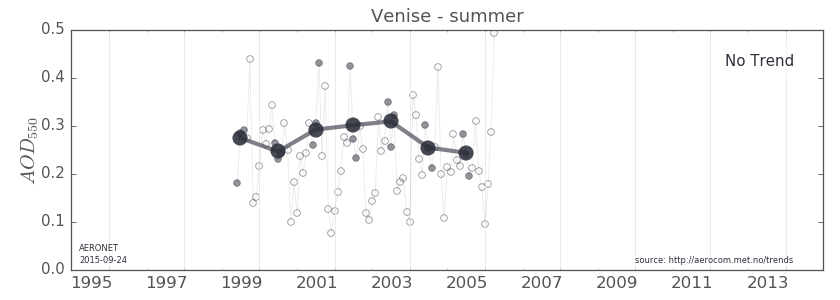 Venise - summer
0.5
0.4
0.3
0.2
0.1
0.0
AOD550
No Trend
AERONET
2015-09-24
source: http://aerocom.met.no/trends
1995 1997 1999 2001 2003 2005 2007 2009 2011 2013